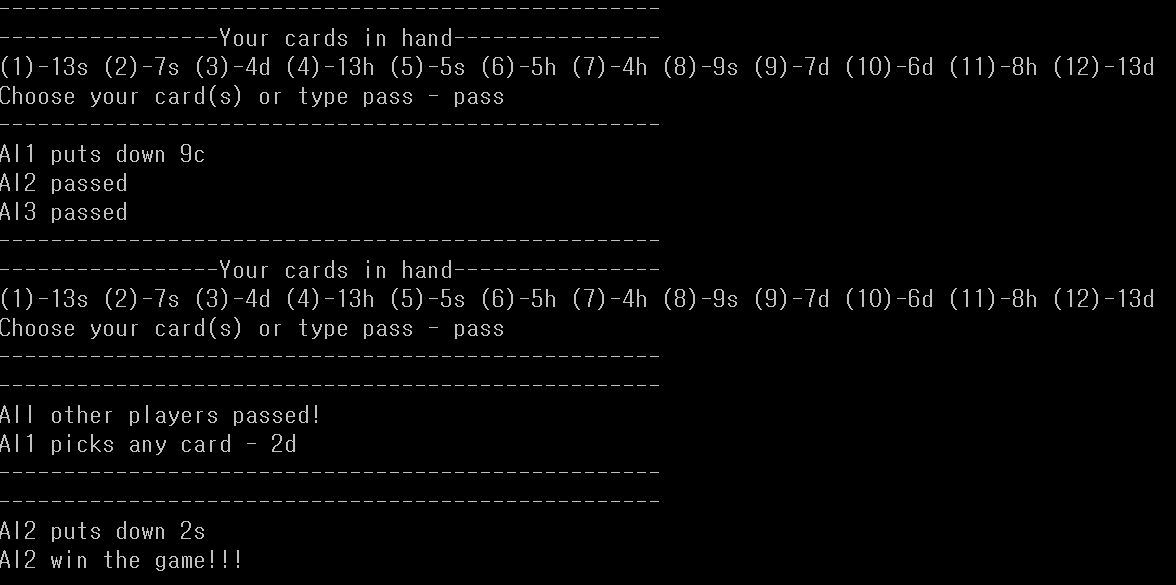 ---------------------------------------------------
-----------------Your cards in hand----------------
(1)-13s (2)-7s (3)-4d (4)-13h (5)-5s (6)-5h (7)-4h (8)-9s (9)-7d (10)-6d (11)-8h (12)-13d
Choose your card(s) or type pass - pass
---------------------------------------------------
AI1 puts down 9c
AI2 passed
AI3 passed
---------------------------------------------------
-----------------Your cards in hand----------------
(1)-13s (2)-7s (3)-4d (4)-13h (5)-5s (6)-5h (7)-4h (8)-9s (9)-7d (10)-6d (11)-8h (12)-13d
Choose your card(s) or type pass - pass
---------------------------------------------------
---------------------------------------------------
All other players passed!
AI1 picks any card - 2d
---------------------------------------------------
---------------------------------------------------
AI2 puts down 2s
AI2 win the game!!!